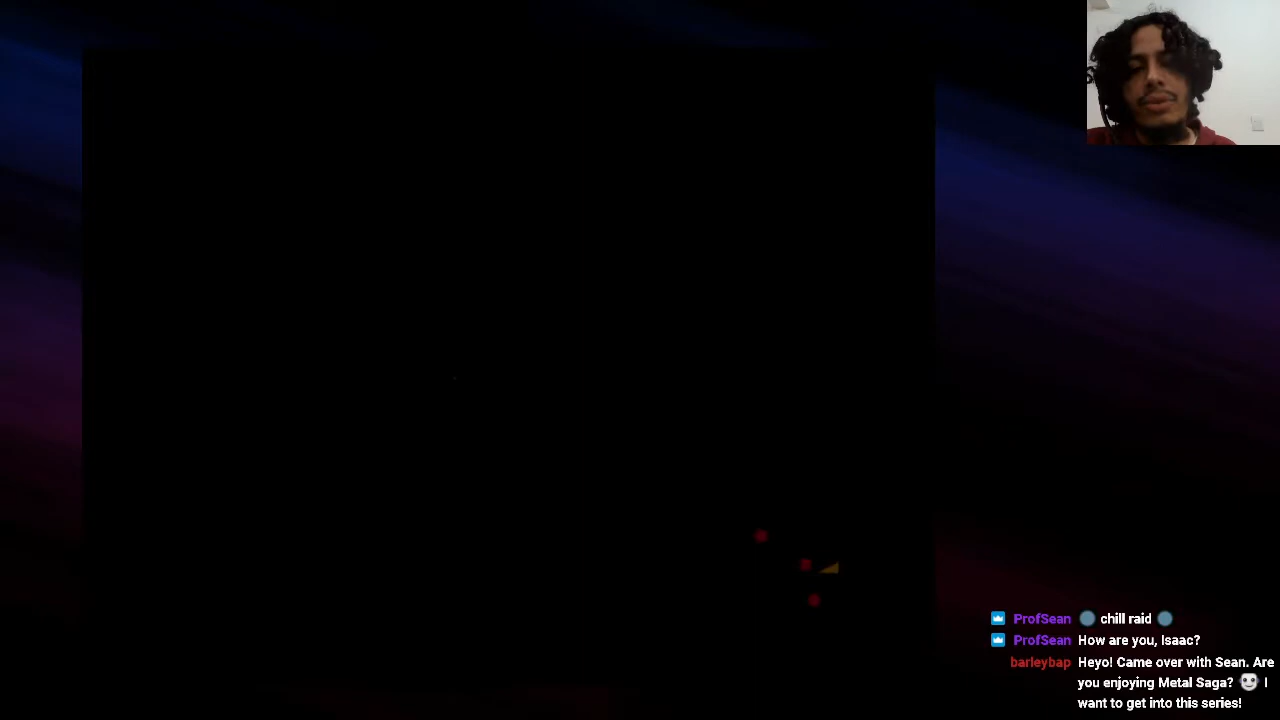 ProfSean chill raid
ProfSean How are you, Isaac?
barleybap Heyo! Came over with Sean. Are
you enjoying Metal Saga? I
want to get into this series!